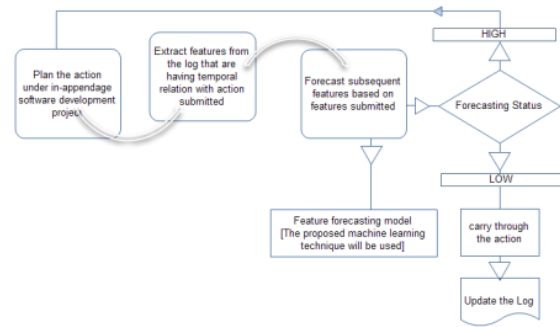 Plan the action
under in-appendage
software development
project
Extract features from
the log that are
having temporal
relation with action
submitted
Forecast subsequent
features based on
features submitted
HIGH
Forecasting Status
LOW
Feature forecasting model
[The proposed machine learning
technique will be used]
carry through
the action
Update the Log